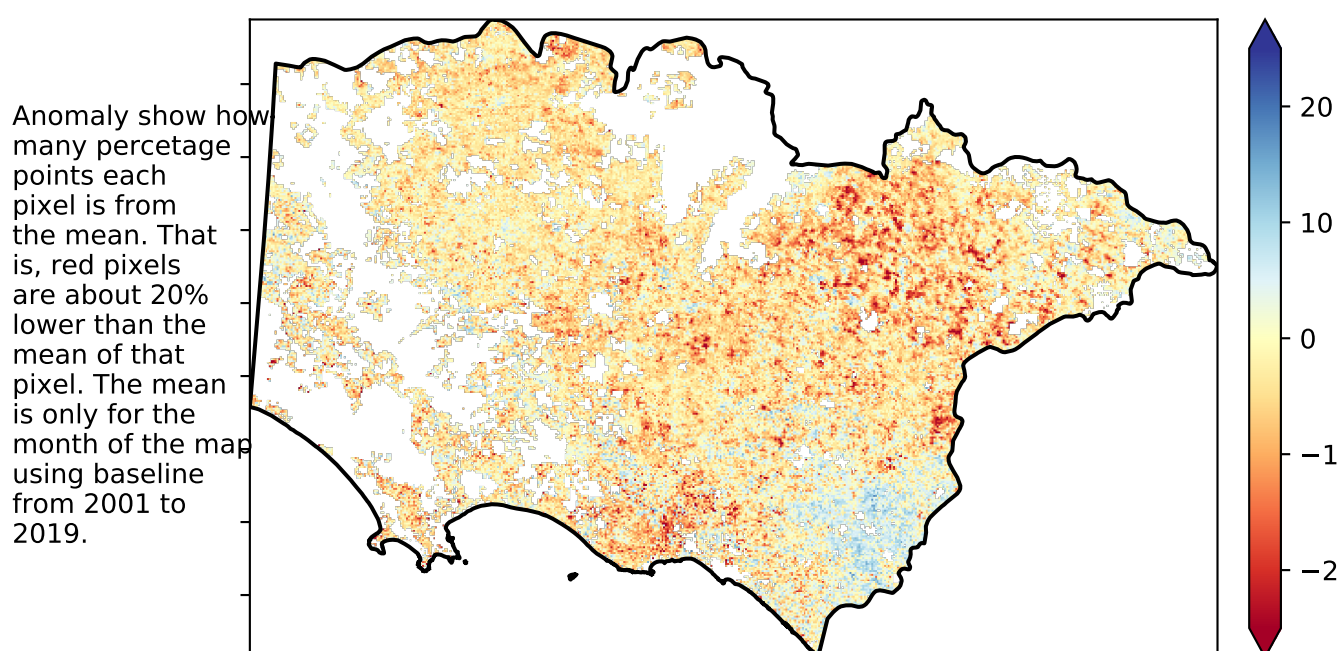 Anomaly show how
many percetage
points each
pixel is from
the mean. That
is, red pixels
are about 20%
lower than the
mean of that
pixel. The mean
is only for the
month of the map
using baseline
from 2001 to
2019.
20
10
0
−1
−2